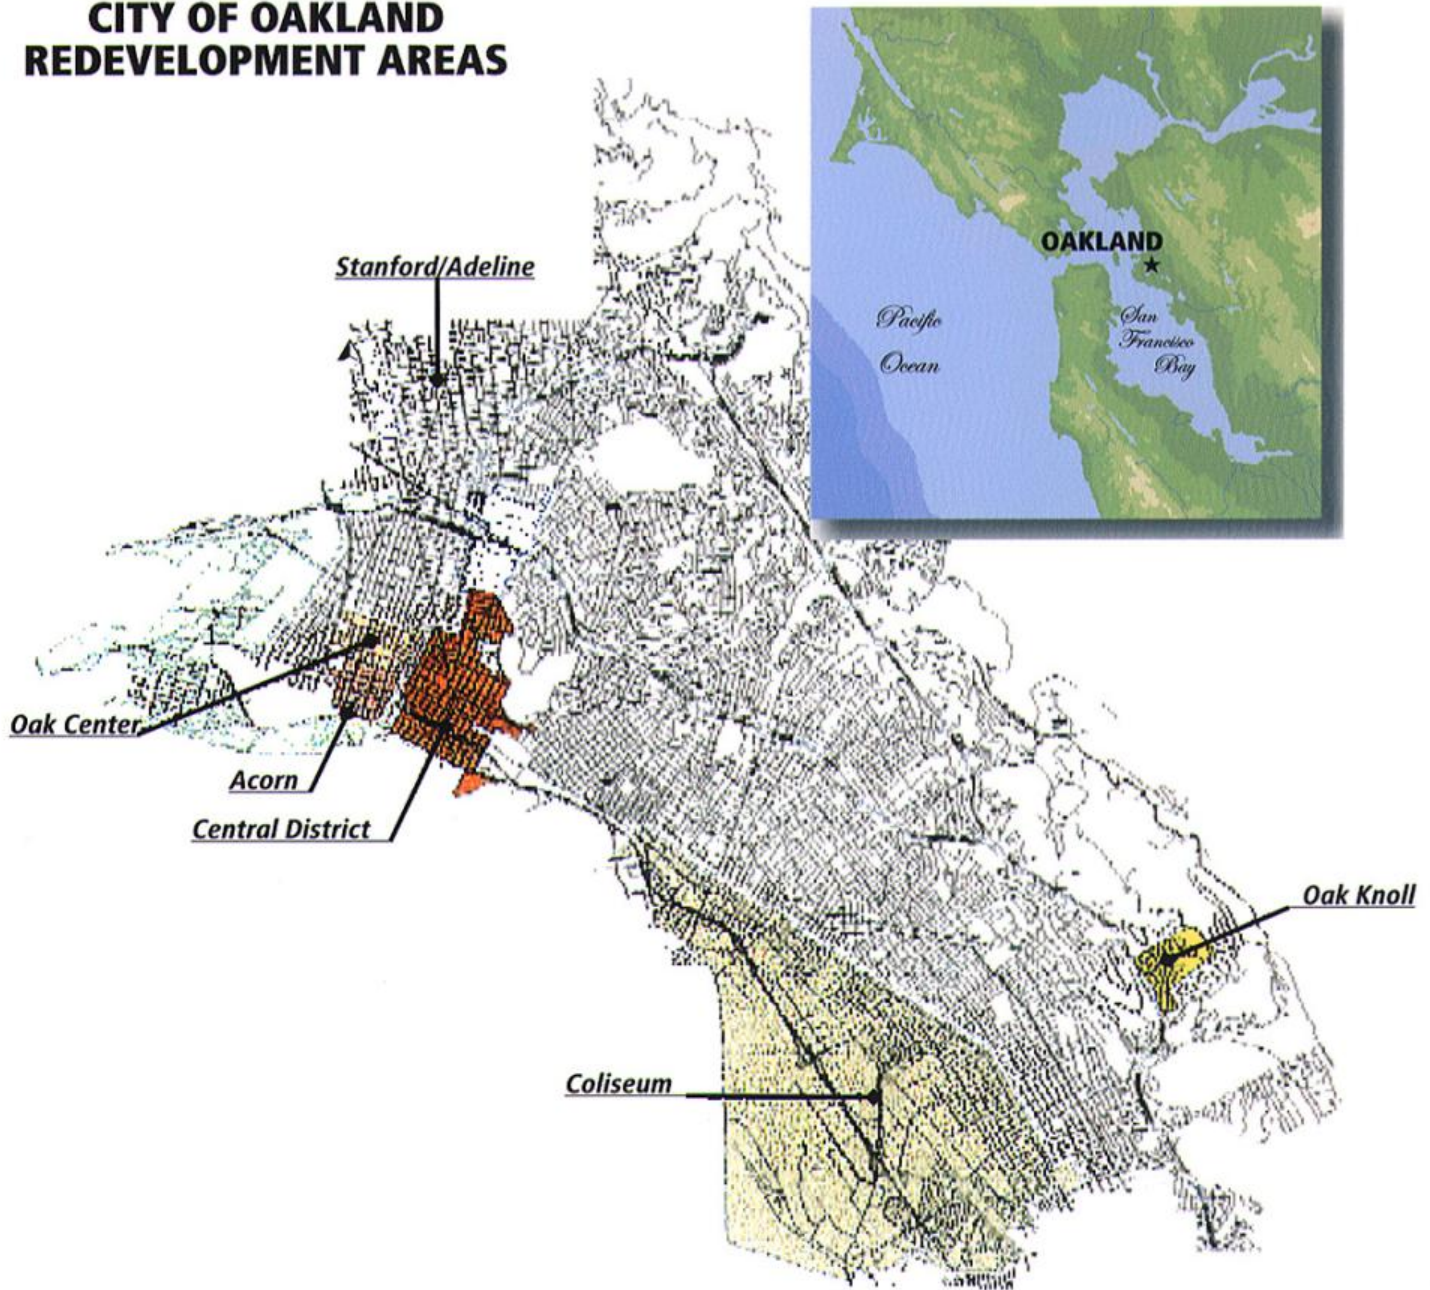 CITY OF OAKLAND
REDEVELOPMENT AREAS
OAKLAND
Pacific
Ocean
San
Francisco
Bay
Stanford/Adeline
Oak Center
Acorn
Central District
Oak Knoll
Coliseum